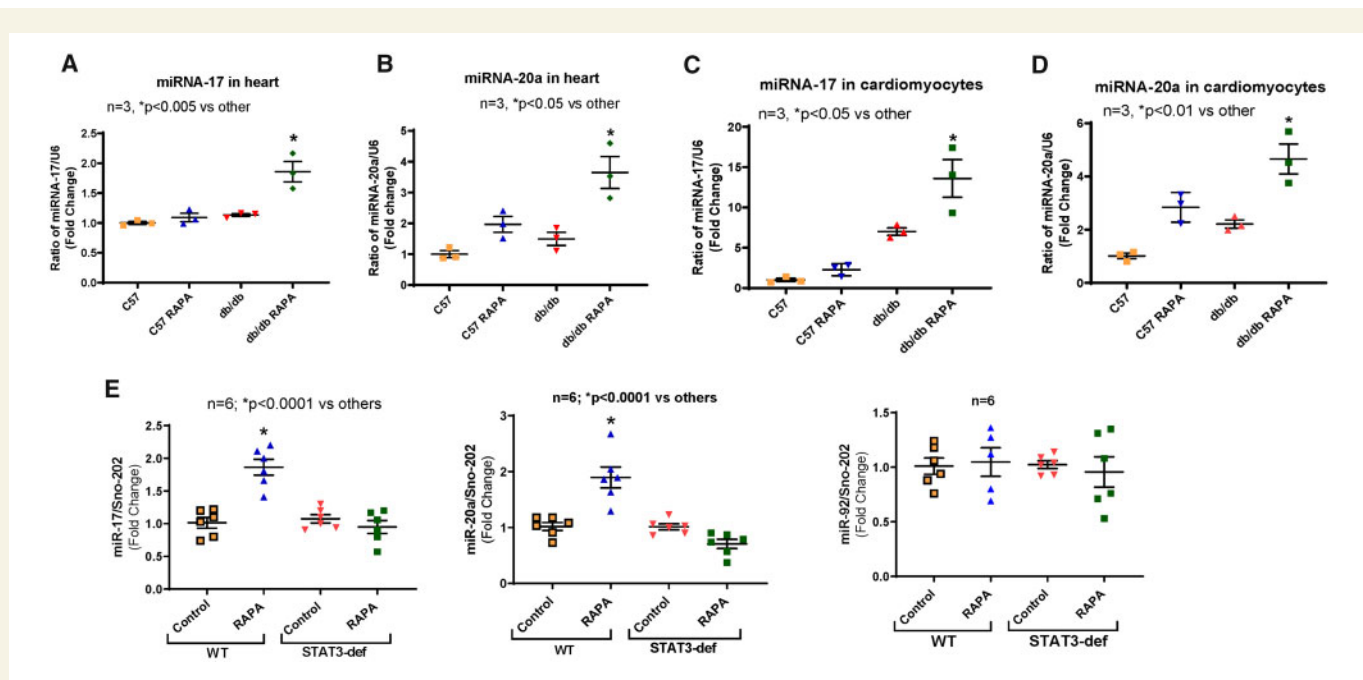 A
miRNA-17 in heart
n=3, *p<0.005 vs other
Ratio of miRNA-17/U6
(Fold Change)
2.5
2.0
1.5
1.0
0.5
0.0
*
C57
C57 RAPA
db/db
db/db RAPA
B
miRNA-20a in heart
n=3, *p<0.05 vs other
Ratio of miRNA-20a/U6
(Fold Change)
5
4
3
2
1
0
*
C57
C57 RAPA
db/db
db/db RAPA
C
miRNA-17 in cardiomyocytes
n=3, *p<0.05 vs other
Ratio of miRNA-17/U6
(Fold Change)
20
15
10
5
0
*
C57
C57 RAPA
db/db
db/db RAPA
D
miRNA-20a in cardiomyocytes
n=3, *p<0.01 vs other
Ratio of miRNA-20a/U6
(Fold Change)
6
4
2
0
*
C57
C57 RAPA
db/db
db/db RAPA
E
n=6; *p<0.0001 vs others
miR-17/Sno-202
(Fold Change)
2.5
2.0
1.5
1.0
0.5
0.0
*
Control
RAPA
Control
RAPA
WT
STAT3-def
n=6; *p<0.0001 vs others
miR-20a/Sno-202
(Fold Change)
3
2
1
0
*
Control
RAPA
Control
RAPA
WT
STAT3-def
n=6
miR-92/Sno-202
(Fold Change)
1.5
1.0
0.5
0.0
Control
RAPA
Control
RAPA
WT
STAT3-def